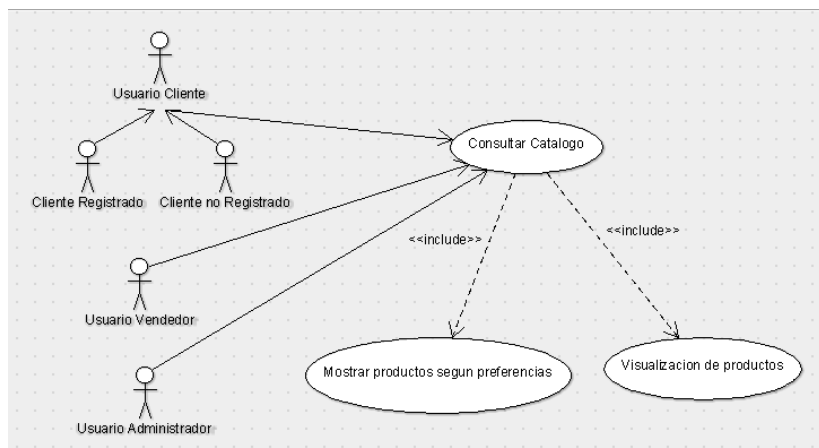 Usuario Cliente
Consultar Catalogo
Cliente Registrado
Cliente no Registrado
<<include>>
<<include>>
Usuario Vendedor
Mostrar productos segun preferencias
Visualizacion de productos
Usuario Administrador